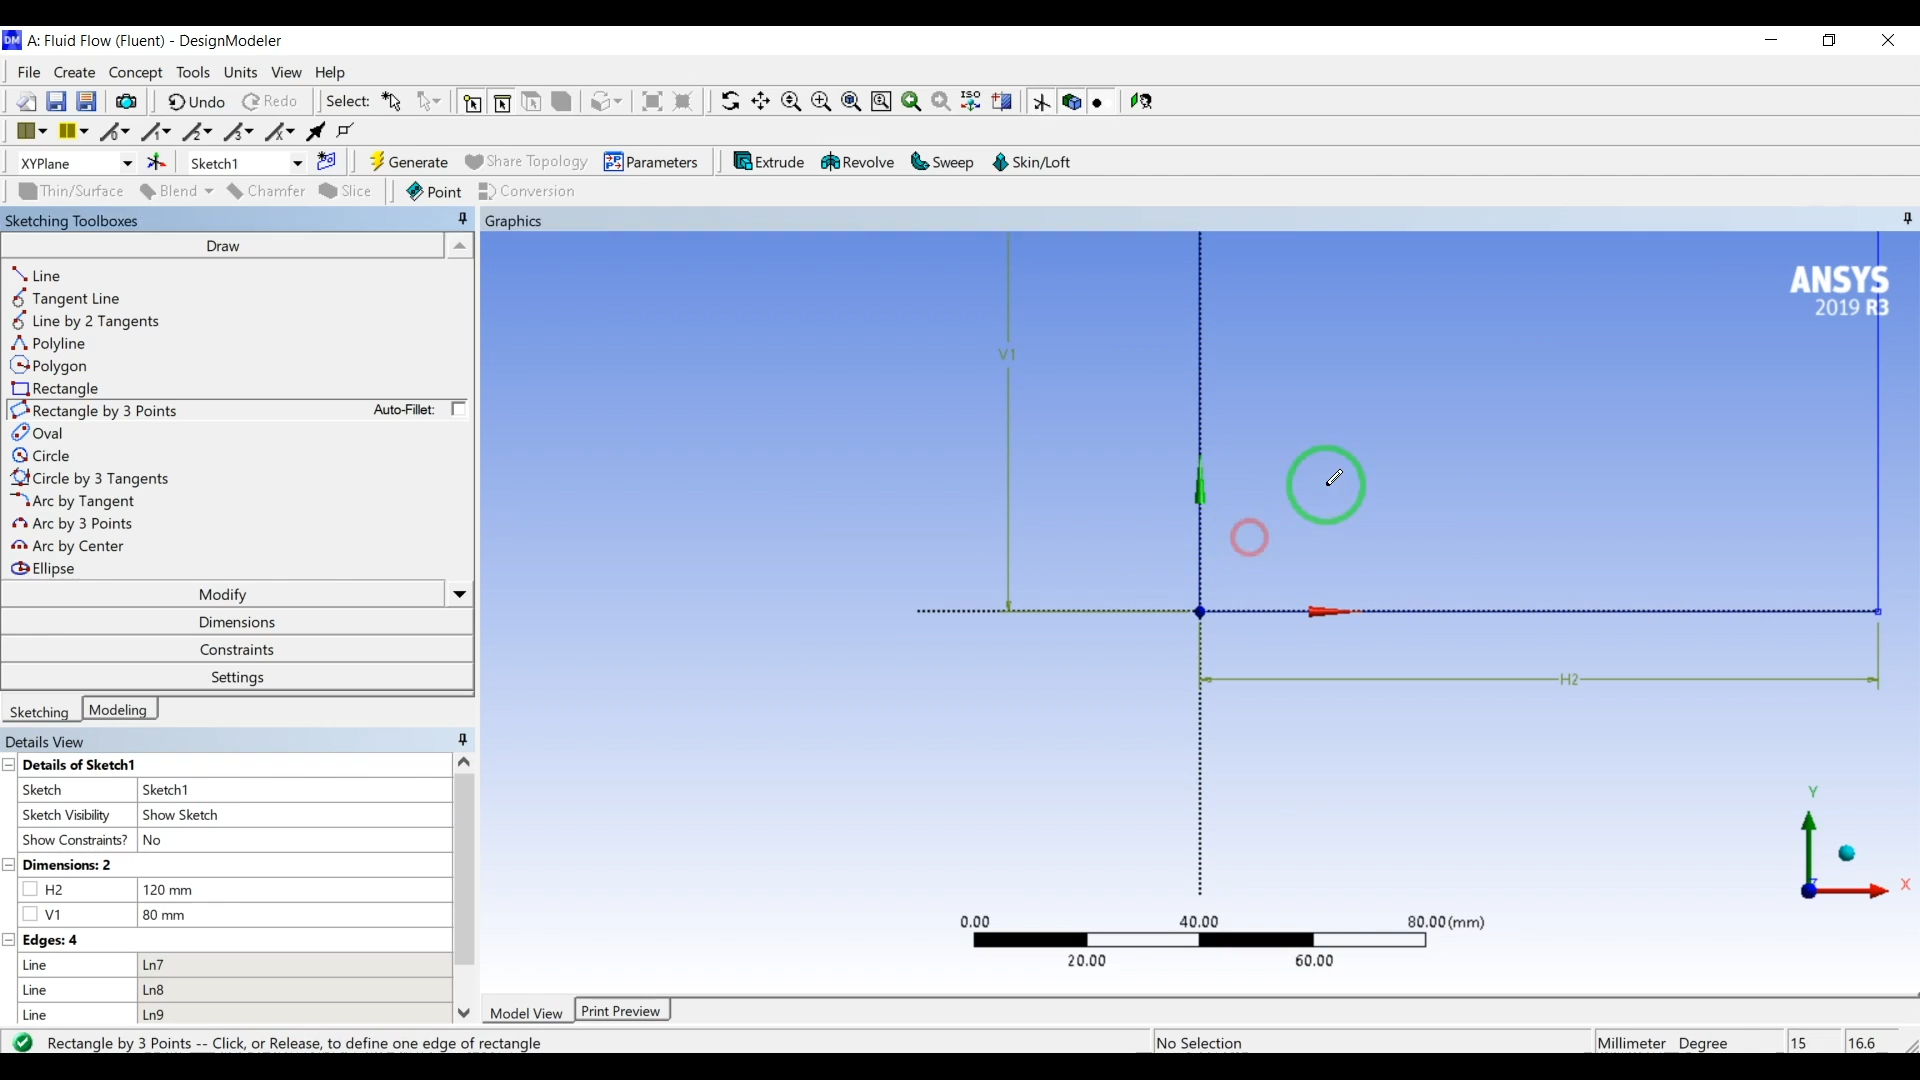 DM A: Fluid Flow (Fluent) - DesignModeler
File Create Concept Tools Units View Help
Undo Redo Select: ISO
XYPlane Sketch1 Generate Share Topology Parameters Extrude Revolve Sweep Skin/Loft
Thin/Surface Blend Chamfer Slice Point Conversion
Sketching Toolboxes
Draw
Line
Tangent Line
Line by 2 Tangents
Polyline
Polygon
Rectangle
Rectangle by 3 Points Auto-Fillet:
Oval
Circle
Circle by 3 Tangents
Arc by Tangent
Arc by 3 Points
Arc by Center
Ellipse
Modify
Dimensions
Constraints
Settings
Sketching Modeling
Details View
Details of Sketch1
Sketch Sketch1
Sketch Visibility Show Sketch
Show Constraints? No
Dimensions: 2
H2 120 mm
V1 80 mm
Edges: 4
Line Ln7
Line Ln8
Line Ln9
Graphics
ANSYS
2019 R3
V1
H2
Y
X
0.00 40.00 80.00(mm)
20.00 60.00
Model View Print Preview
Rectangle by 3 Points -- Click, or Release, to define one edge of rectangle No Selection Millimeter Degree 15 16.6